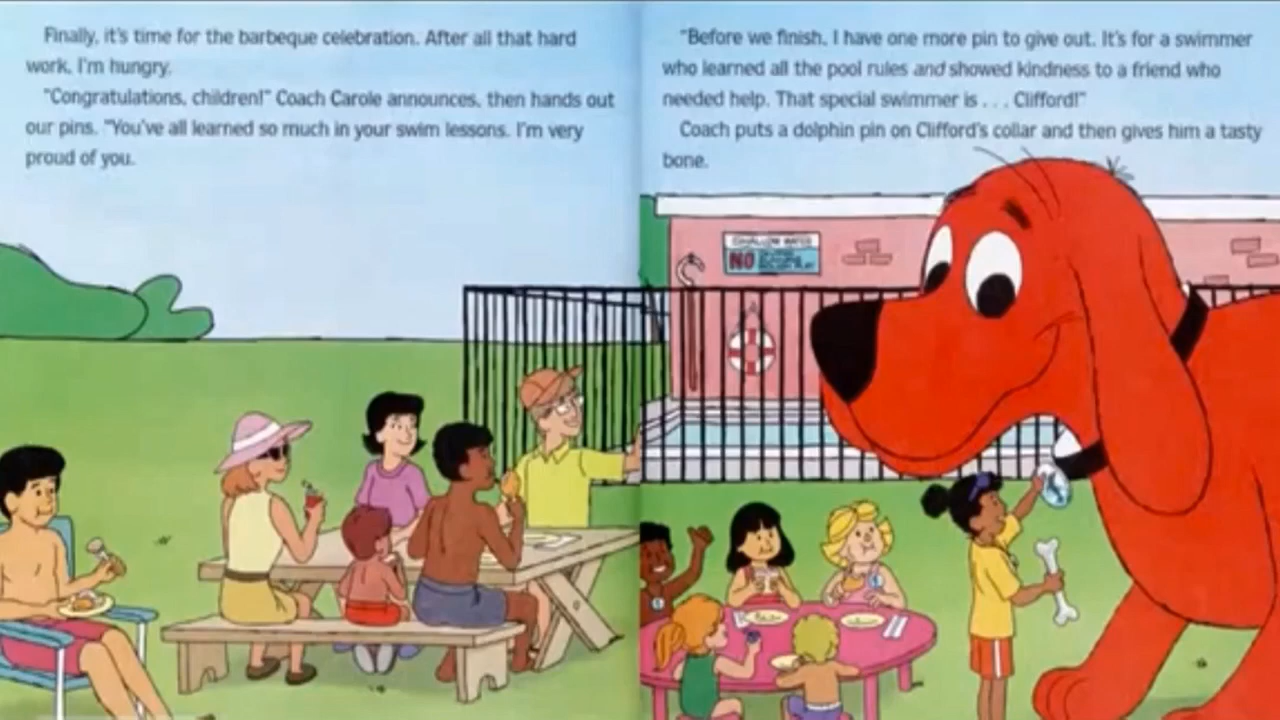 Finally, it's time for the barbeque celebration. After all that hard
work, I'm hungry.
"Congratulations, children!" Coach Carole announces, then hands out
our pins. "You've all learned so much in your swim lessons. I'm very
proud of you.
"Before we finish, I have one more pin to give out. It's for a swimmer
who learned all the pool rules and showed kindness to a friend who
needed help. That special swimmer is . . . Clifford!"
Coach puts a dolphin pin on Clifford's collar and then gives him a tasty
bone.
SHALLOW WATER
NO